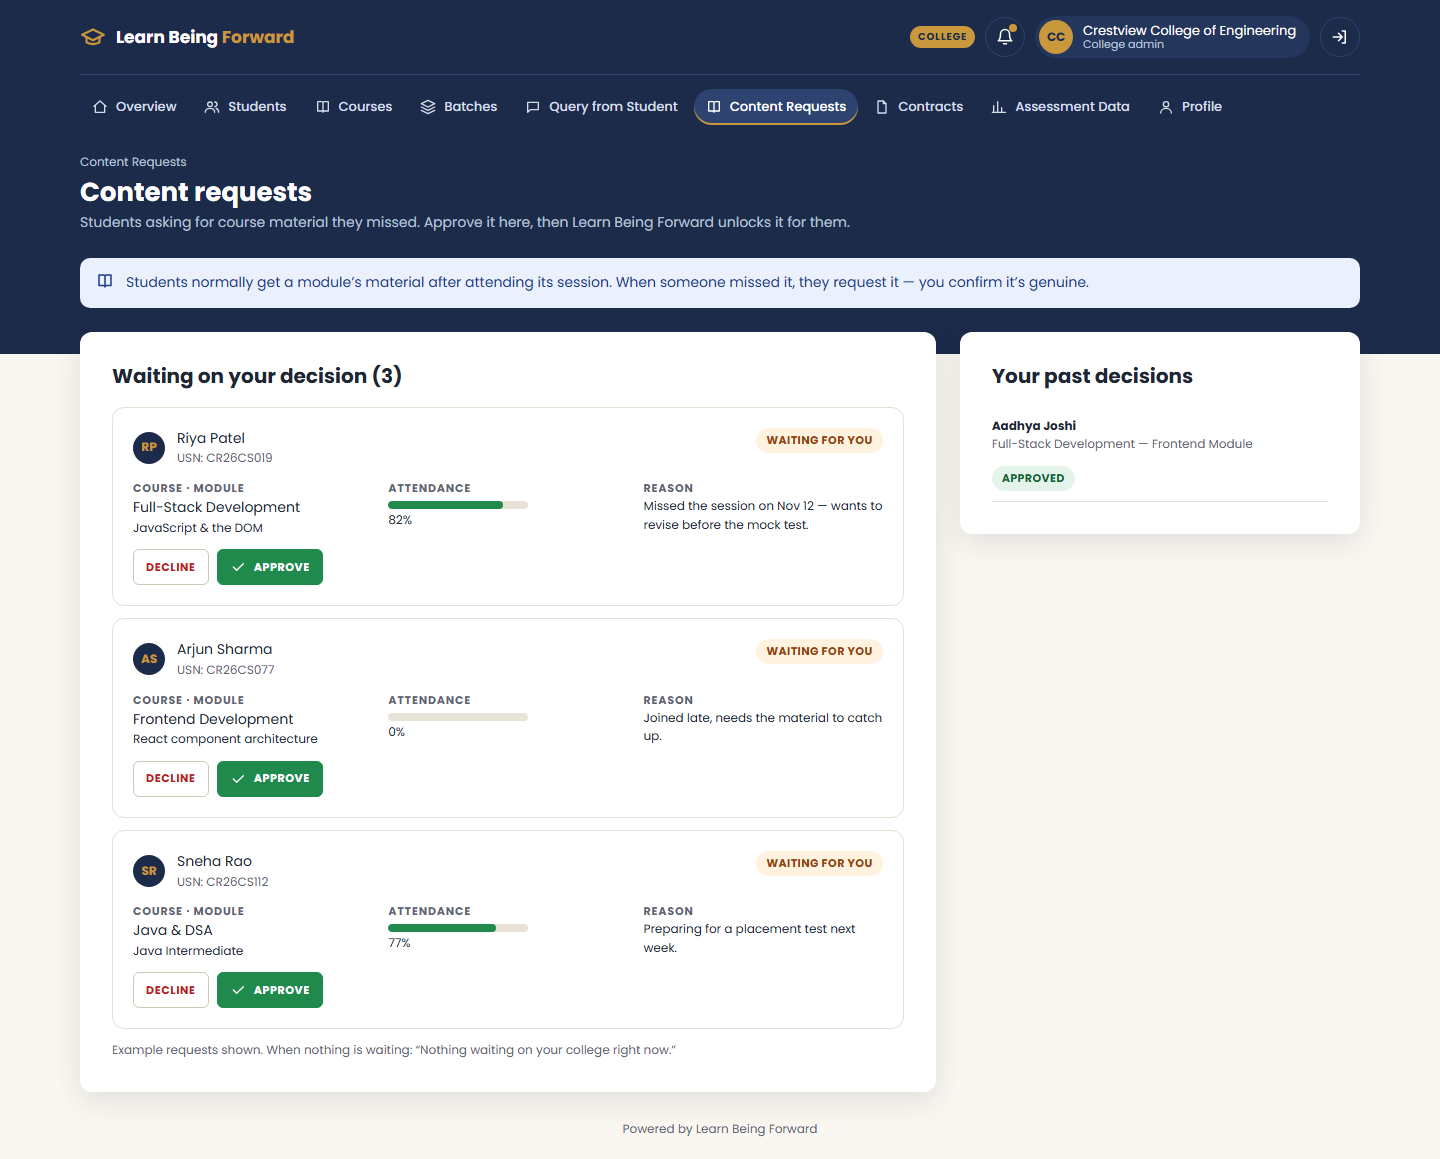 Learn Being Forward
COLLEGE
CC
Crestview College of Engineering
College admin
Overview
Students
Courses
Batches
Query from Student
Content Requests
Contracts
Assessment Data
Profile
Content Requests
Content requests
Students asking for course material they missed. Approve it here, then Learn Being Forward unlocks it for them.
Students normally get a module’s material after attending its session. When someone missed it, they request it — you confirm it’s genuine.
Waiting on your decision (3)
RP
Riya Patel
USN: CR26CS019
WAITING FOR YOU
COURSE · MODULE
Full-Stack Development
JavaScript & the DOM
ATTENDANCE
82%
REASON
Missed the session on Nov 12 — wants to
revise before the mock test.
DECLINE
APPROVE
AS
Arjun Sharma
USN: CR26CS077
WAITING FOR YOU
COURSE · MODULE
Frontend Development
React component architecture
ATTENDANCE
0%
REASON
Joined late, needs the material to catch
up.
DECLINE
APPROVE
SR
Sneha Rao
USN: CR26CS112
WAITING FOR YOU
COURSE · MODULE
Java & DSA
Java Intermediate
ATTENDANCE
77%
REASON
Preparing for a placement test next
week.
DECLINE
APPROVE
Example requests shown. When nothing is waiting: “Nothing waiting on your college right now.”
Your past decisions
Aadhya Joshi
Full-Stack Development — Frontend Module
APPROVED
Powered by Learn Being Forward